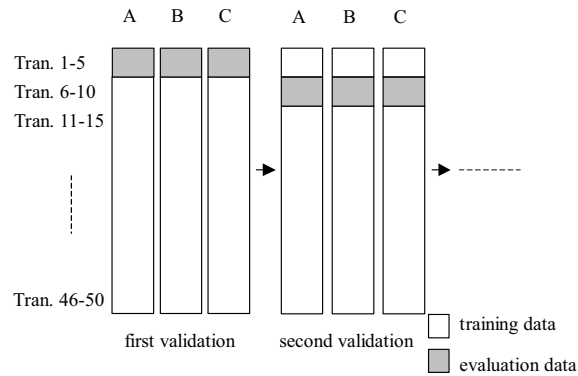 A B C A B C
Tran. 1-5
Tran. 6-10
Tran. 11-15
Tran. 46-50
first validation second validation
training data
evaluation data